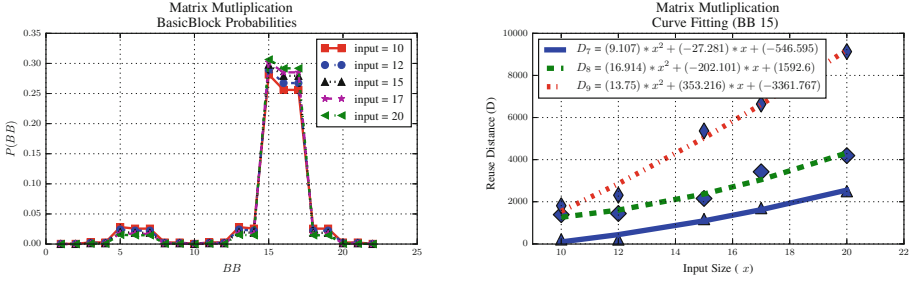 Matrix Mutliplication
BasicBlock Probabilities
0.35
0.30
0.25
0.20
0.15
0.10
0.05
0.00
P(BB)
input = 10
input = 12
input = 15
input = 17
input = 20
0
5
10
15
20
25
BB
Matrix Mutliplication
Curve Fitting (BB 15)
10000
8000
6000
4000
2000
0
Reuse Distance (D)
D₇ = (9.107) * x² + (−27.281) * x + (−546.595)
D₈ = (16.914) * x² + (−202.101) * x + (1592.6)
D₉ = (13.75) * x² + (353.216) * x + (−3361.767)
10
12
14
16
18
20
22
Input Size ( x)